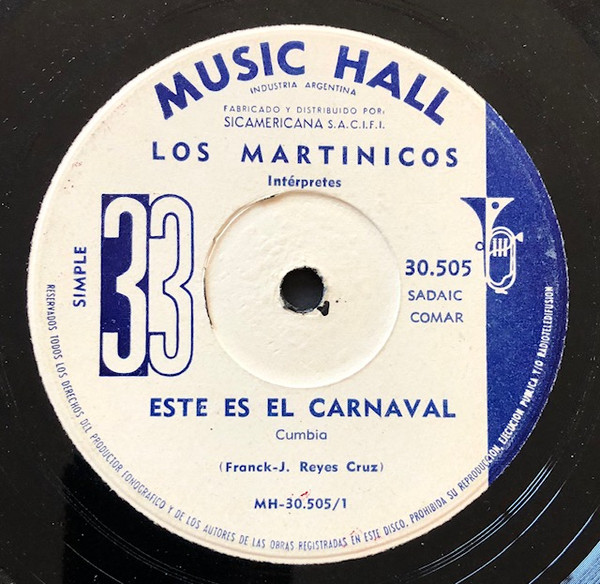 MUSIC HALL
INDUSTRIA ARGENTINA
FABRICADO Y DISTRIBUIDO POR:
SICAMERICANA S.A.C.I.F.I.
LOS MARTINICOS
Intérpretes
SIMPLE
33
30.505
SADAIC
COMAR
ESTE ES EL CARNAVAL
Cumbia
(Franck-J. Reyes Cruz)
MH-30.505/1
RESERVADOS TODOS LOS DERECHOS DEL PRODUCTOR FONOGRAFICO Y DE LOS AUTORES DE LAS OBRAS REGISTRADAS EN ESTE DISCO. PROHIBIDA SU REPRODUCCION, EJECUCION PUBLICA Y/O RADIOTELEDIFUSION